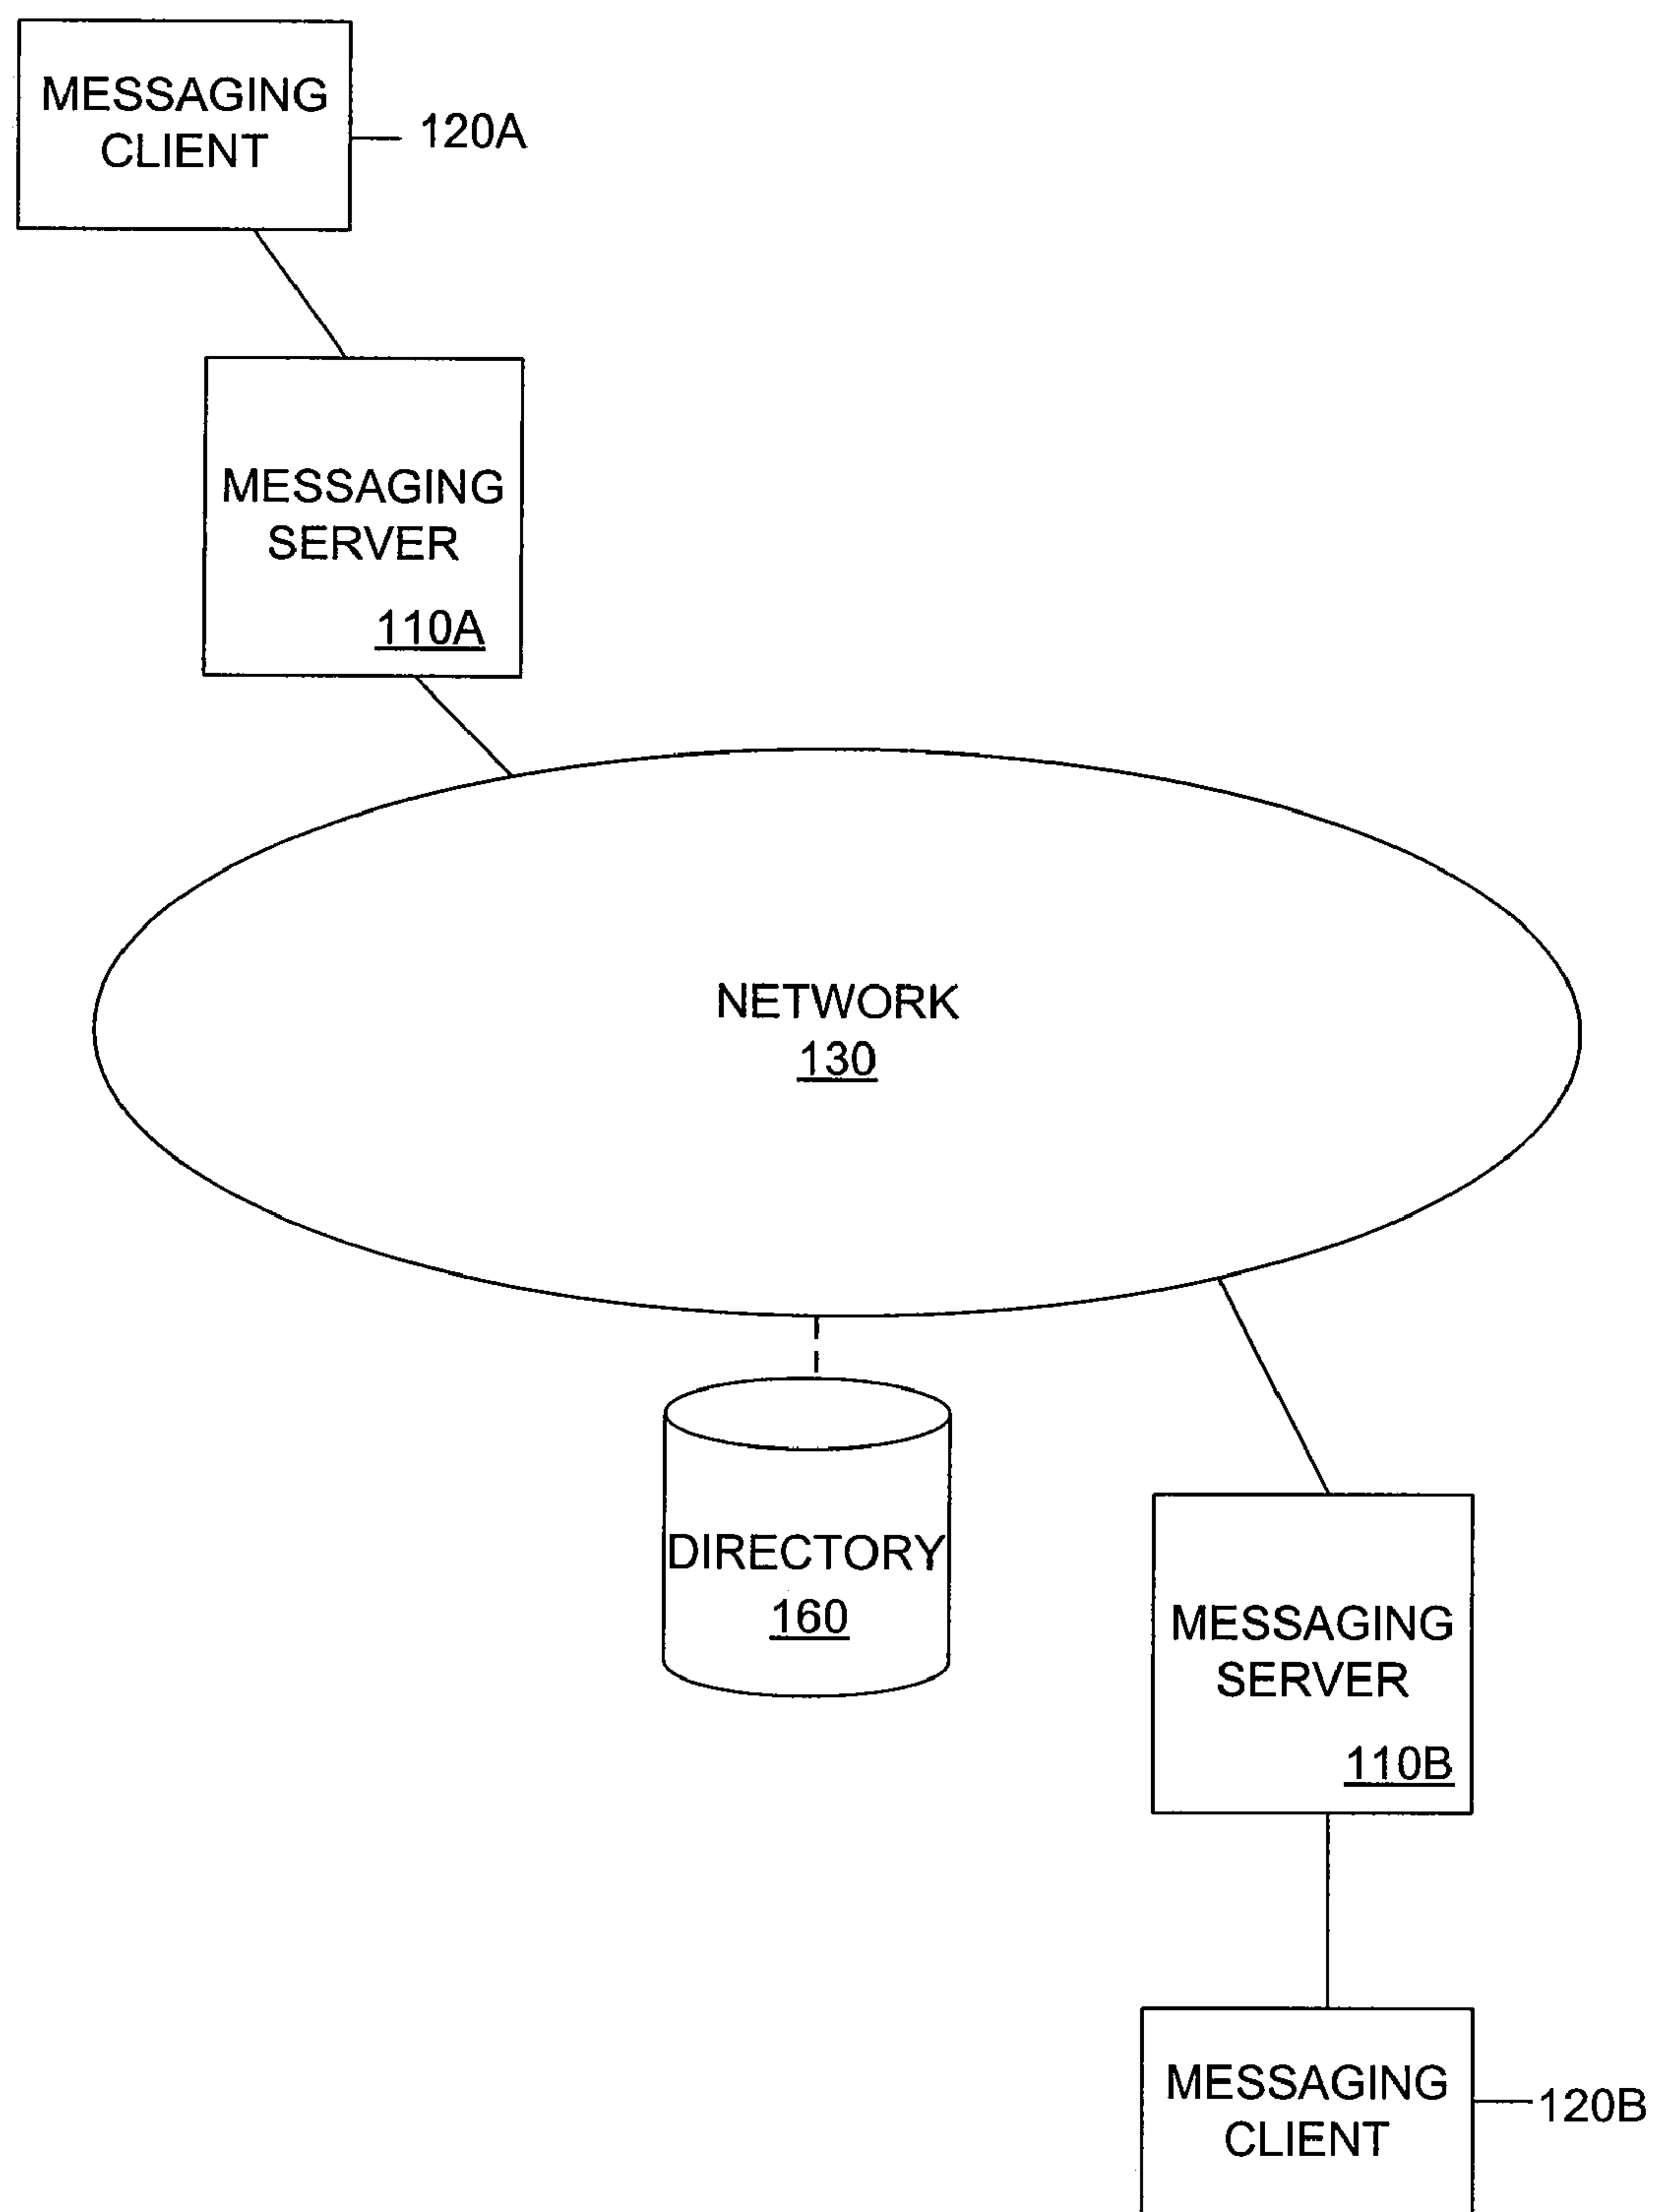 MESSAGING
CLIENT
120A
MESSAGING
SERVER
110A
NETWORK
130
DIRECTORY
160
MESSAGING
SERVER
110B
MESSAGING
CLIENT
120B